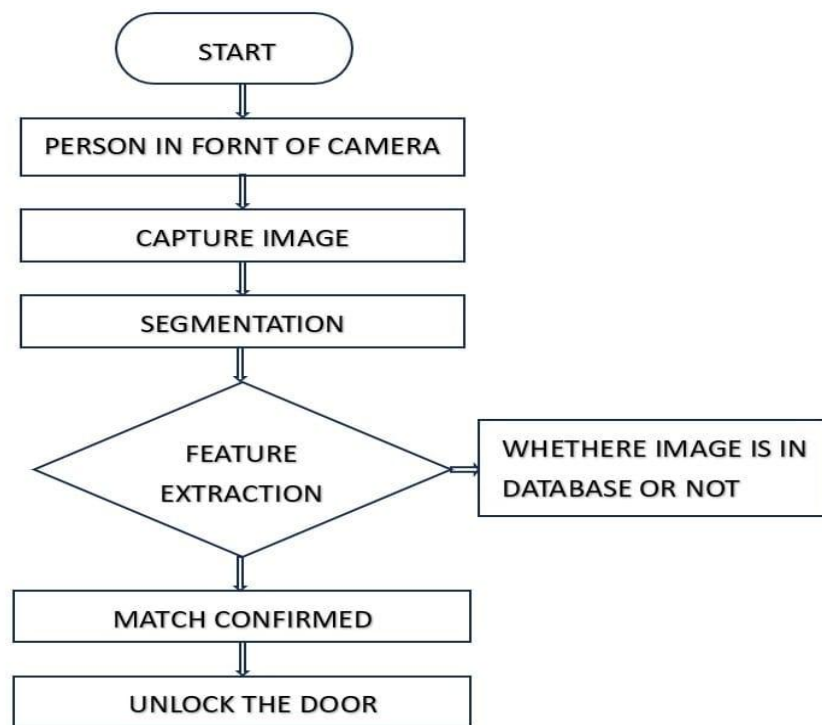 START
PERSON IN FORNT OF CAMERA
CAPTURE IMAGE
SEGMENTATION
FEATURE
EXTRACTION
WHETHERE IMAGE IS IN
DATABASE OR NOT
MATCH CONFIRMED
UNLOCK THE DOOR